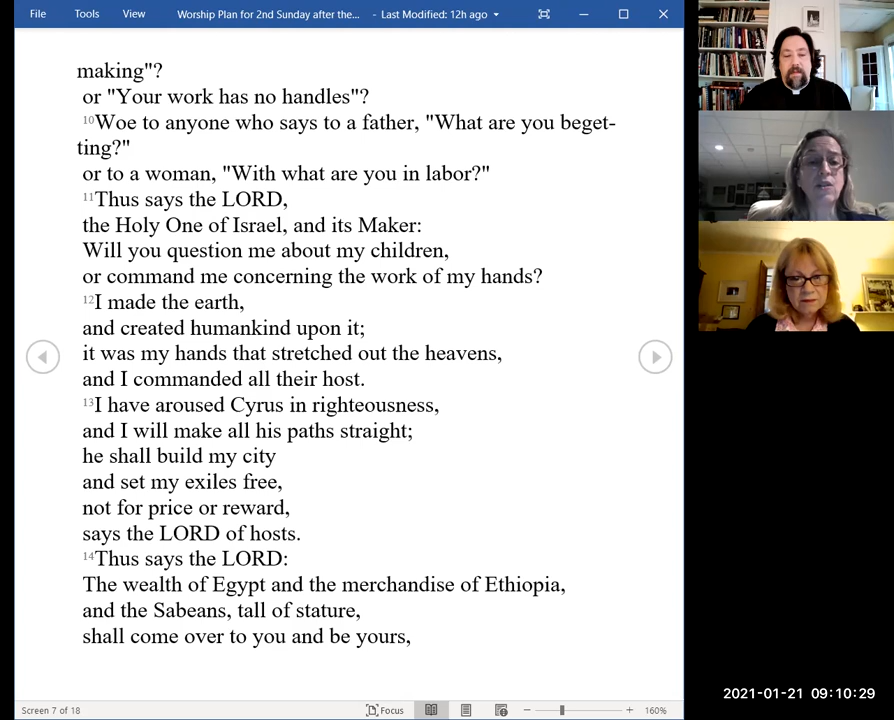 File Tools View Worship Plan for 2nd Sunday after the... - Last Modified: 12h ago
making"?
or "Your work has no handles"?
10Woe to anyone who says to a father, "What are you beget-
ting?"
or to a woman, "With what are you in labor?"
11Thus says the LORD,
the Holy One of Israel, and its Maker:
Will you question me about my children,
or command me concerning the work of my hands?
12I made the earth,
and created humankind upon it;
it was my hands that stretched out the heavens,
and I commanded all their host.
13I have aroused Cyrus in righteousness,
and I will make all his paths straight;
he shall build my city
and set my exiles free,
not for price or reward,
says the LORD of hosts.
14Thus says the LORD:
The wealth of Egypt and the merchandise of Ethiopia,
and the Sabeans, tall of stature,
shall come over to you and be yours,
Screen 7 of 18 Focus 160%
2021-01-21 09:10:29